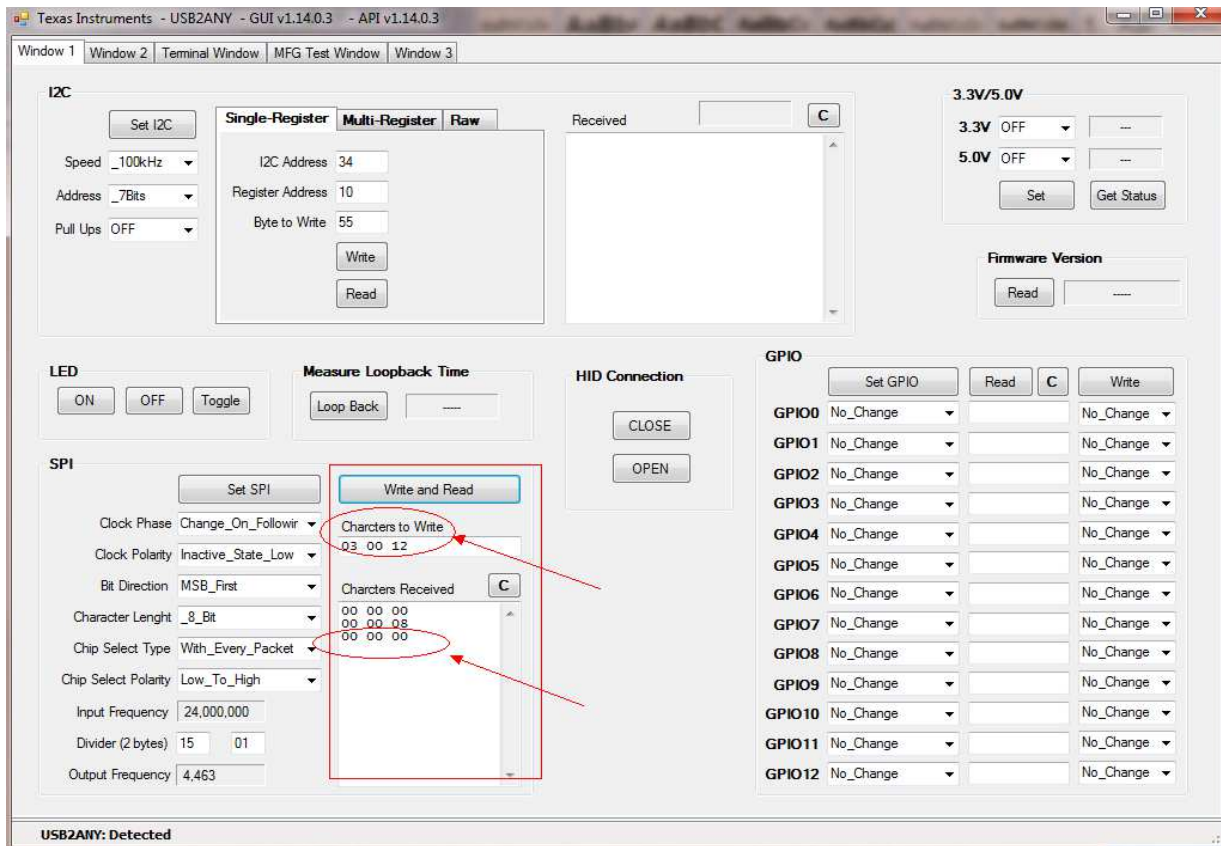 Texas Instruments - USB2ANY - GUI v1.14.0.3 - API v1.14.0.3
Window 1 Window 2 Terminal Window MFG Test Window Window 3
I2C
Set I2C
Speed _100kHz
Address _7Bits
Pull Ups OFF
Single-Register Multi-Register Raw
I2C Address 34
Register Address 10
Byte to Write 55
Write
Read
Received C
3.3V/5.0V
3.3V OFF ---
5.0V OFF ---
Set Get Status
Firmware Version
Read -----
LED
ON OFF Toggle
Measure Loopback Time
Loop Back -----
HID Connection
CLOSE
OPEN
SPI
Set SPI
Clock Phase Change_On_Followir
Clock Polarity Inactive_State_Low
Bit Direction MSB_First
Character Lenght _8_Bit
Chip Select Type With_Every_Packet
Chip Select Polarity Low_To_High
Input Frequency 24,000,000
Divider (2 bytes) 15 01
Output Frequency 4,463
Write and Read
Charcters to Write
03 00 12
Charcters Received C
00 00 00
00 00 08
00 00 00
GPIO
Set GPIO Read C Write
GPIO0 No_Change No_Change
GPIO1 No_Change No_Change
GPIO2 No_Change No_Change
GPIO3 No_Change No_Change
GPIO4 No_Change No_Change
GPIO5 No_Change No_Change
GPIO6 No_Change No_Change
GPIO7 No_Change No_Change
GPIO8 No_Change No_Change
GPIO9 No_Change No_Change
GPIO10 No_Change No_Change
GPIO11 No_Change No_Change
GPIO12 No_Change No_Change
USB2ANY: Detected